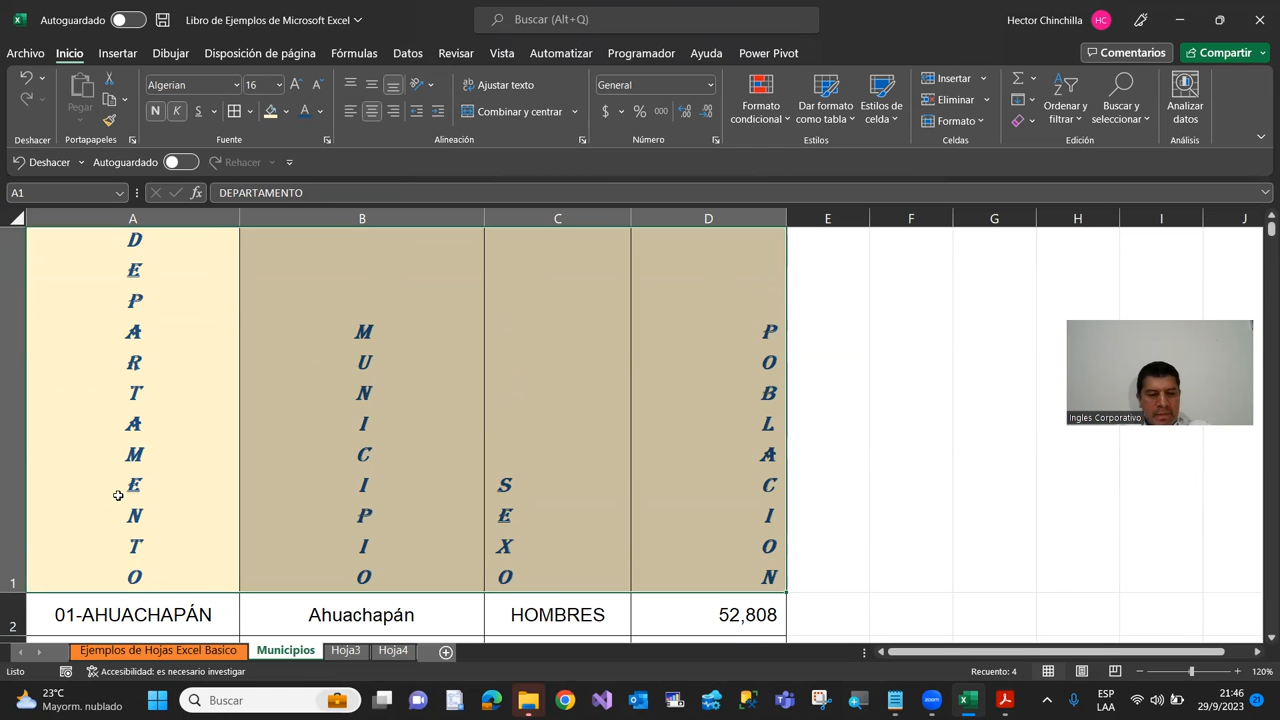 Autoguardado
Libro de Ejemplos de Microsoft Excel
Buscar (Alt+Q)
Hector Chinchilla
HC
Archivo Inicio Insertar Dibujar Disposición de página Fórmulas Datos Revisar Vista Automatizar Programador Ayuda Power Pivot
Comentarios
Compartir
Pegar
Algerian 16
N K S
Ajustar texto
Combinar y centrar
General
Formato condicional
Dar formato como tabla
Estilos de celda
Insertar
Eliminar
Formato
Ordenar y filtrar
Buscar y seleccionar
Analizar datos
Deshacer Portapapeles Fuente Alineación Número Estilos Celdas Edición Análisis
Deshacer Autoguardado Rehacer
A1 fx DEPARTAMENTO
A B C D E F G H I J
1
DEPARTAMENTO
MUNICIPIO
SEXO
POBLACION
2 01-AHUACHAPÁN Ahuachapán HOMBRES 52,808
Ingles Corporativo
Ejemplos de Hojas Excel Basico Municipios Hoja3 Hoja4
Listo Accesibilidad: es necesario investigar Recuento: 4 120%
23°C
Mayorm. nublado
Buscar
ESP
LAA
21:46
29/9/2023